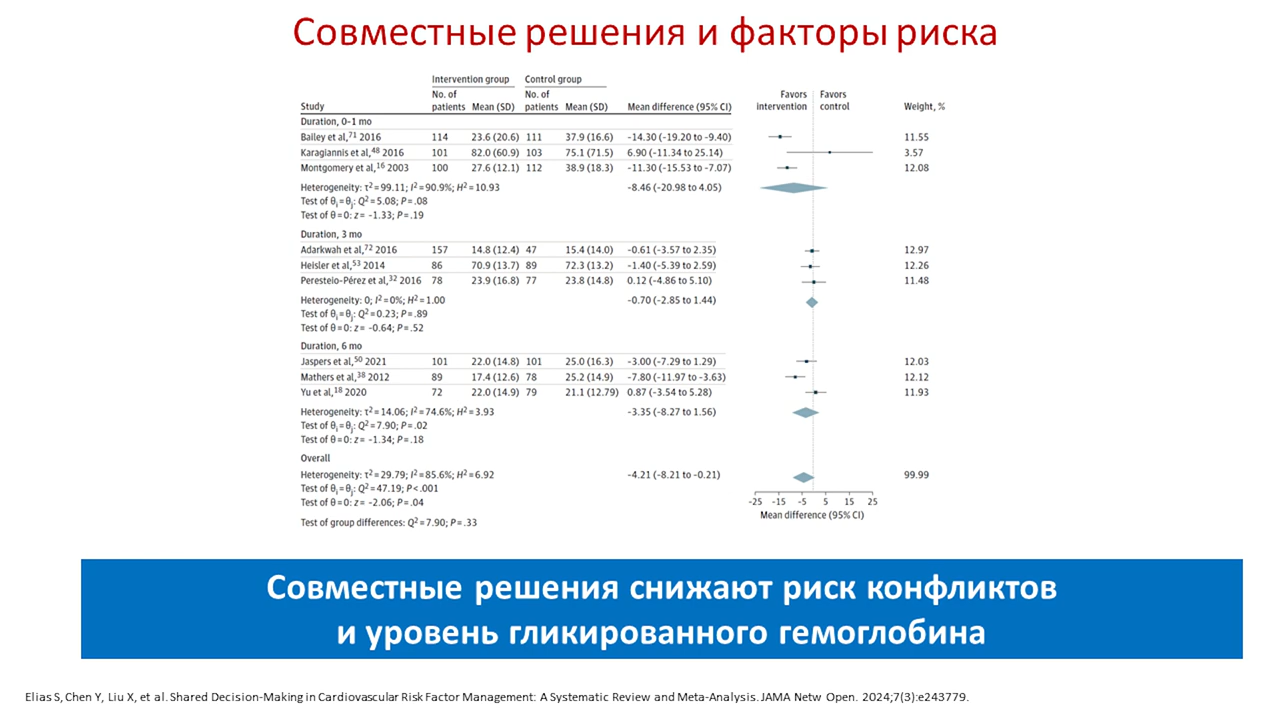 Совместные решения и факторы риска
Intervention group Control group
No. of No. of Favors Favors
Study patients Mean (SD) patients Mean (SD) Mean difference (95% CI) intervention control Weight, %
Duration, 0–1 mo
Bailey et al,71 2016 114 23.6 (20.6) 111 37.9 (16.6) -14.30 (-19.20 to -9.40) 11.55
Karagiannis et al,48 2016 101 82.0 (60.9) 103 75.1 (71.5) 6.90 (-11.34 to 25.14) 3.57
Montgomery et al,16 2003 100 27.6 (12.1) 112 38.9 (18.3) -11.30 (-15.53 to -7.07) 12.08
Heterogeneity: τ2=99.11; I2=90.9%; H2=10.93 -8.46 (-20.98 to 4.05)
Test of θi=θj: Q2=5.08; P=.08
Test of θ=0: z= -1.33; P=.19
Duration, 3 mo
Adarkwah et al,72 2016 157 14.8 (12.4) 47 15.4 (14.0) -0.61 (-3.57 to 2.35) 12.97
Heisler et al,53 2014 86 70.9 (13.7) 89 72.3 (13.2) -1.40 (-5.39 to 2.59) 12.26
Peresteio-Pérez et al,32 2016 78 23.9 (16.8) 77 23.8 (14.8) 0.12 (-4.86 to 5.10) 11.48
Heterogeneity: 0; I2=0%; H2=1.00 -0.70 (-2.85 to 1.44)
Test of θi=θj: Q2=0.23; P=.89
Test of θ=0: z= -0.64; P=.52
Duration, 6 mo
Jaspers et al,50 2021 101 22.0 (14.8) 101 25.0 (16.3) -3.00 (-7.29 to 1.29) 12.03
Mathers et al,38 2012 89 17.4 (12.6) 78 25.2 (14.9) -7.80 (-11.97 to -3.63) 12.12
Yu et al,18 2020 72 22.0 (14.9) 79 21.1 (12.79) 0.87 (-3.54 to 5.28) 11.93
Heterogeneity: τ2=14.06; I2=74.6%; H2=3.93 -3.35 (-8.27 to 1.56)
Test of θi=θj: Q2=7.90; P=.02
Test of θ=0: z= -1.34; P=.18
Overall
Heterogeneity: τ2=29.79; I2=85.6%; H2=6.92 -4.21 (-8.21 to -0.21) 99.99
Test of θi=θj: Q2=47.19; P<.001
Test of θ=0: z= -2.06; P=.04
-25 -15 -5 5 15 25
Mean difference (95% CI)
Test of group differences: Q2=7.90; P=.33
Совместные решения снижают риск конфликтов
и уровень гликированного гемоглобина
Elias S, Chen Y, Liu X, et al. Shared Decision-Making in Cardiovascular Risk Factor Management: A Systematic Review and Meta-Analysis. JAMA Netw Open. 2024;7(3):e243779.